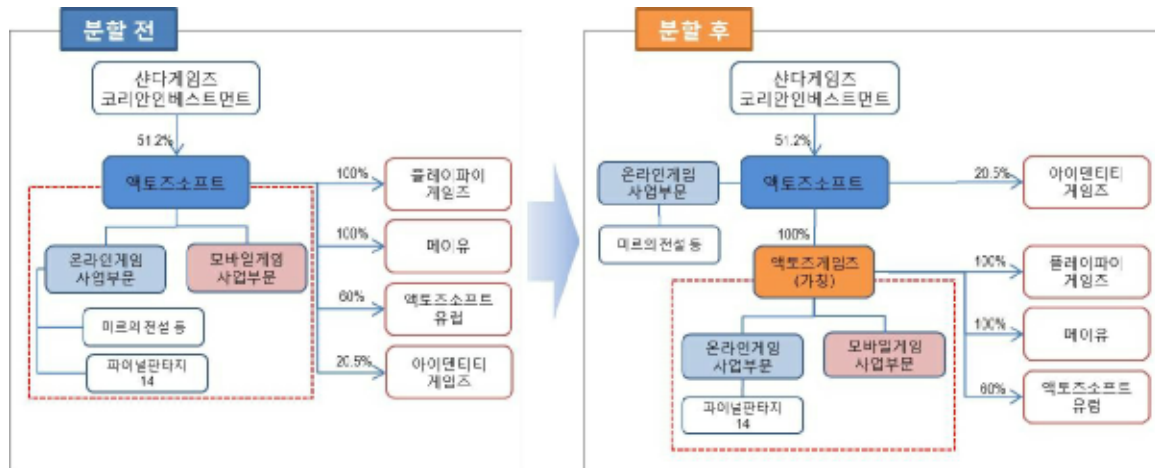 분할 전
샨다게임즈
코리안인베스트먼트
51.2%
액토즈소프트
온라인게임
사업부문
모바일게임
사업부문
미르의 전설 등
파이널판타지
14
100%
플레이파이
게임즈
100%
메이유
60%
액토즈소프트
유럽
20.5%
아이덴티티
게임즈
분할 후
샨다게임즈
코리안인베스트먼트
51.2%
온라인게임
사업부문
액토즈소프트
20.5%
아이덴티티
게임즈
미르의 전설 등
100%
액토즈게임즈
(가칭)
100%
플레이파이
게임즈
100%
메이유
60%
액토즈소프트
유럽
온라인게임
사업부문
모바일게임
사업부문
파이널판타지
14